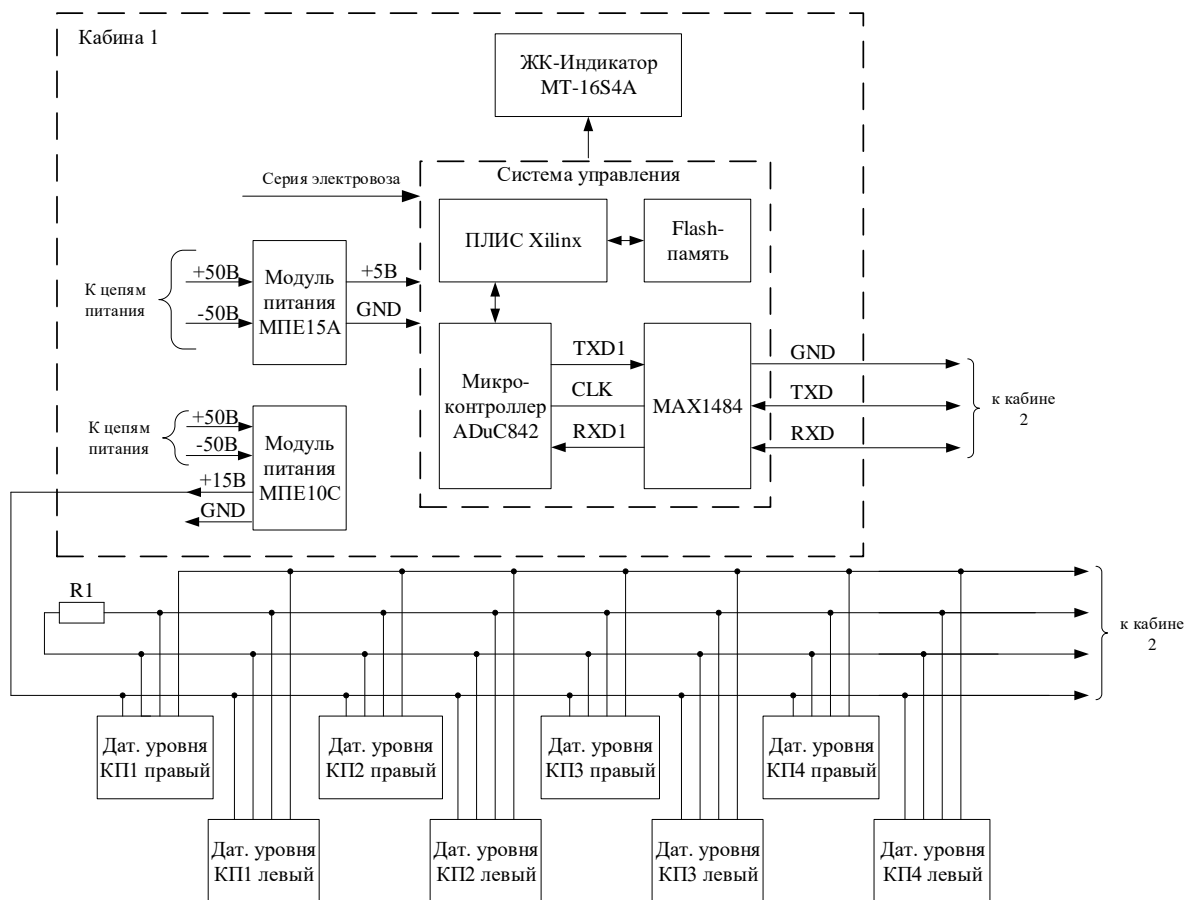 Кабина 1
ЖК-Индикатор
МТ-16S4A
Серия электровоза
Система управления
ПЛИС Xilinx
Flash-
память
К цепям
питания
+50В
-50В
Модуль
питания
МПЕ15А
+5В
GND
Микро-
контроллер
ADuC842
TXD1
CLK
RXD1
MAX1484
GND
TXD
RXD
к кабине
2
К цепям
питания
+50В
-50В
+15В
GND
Модуль
питания
МПЕ10С
R1
к кабине
2
Дат. уровня
КП1 правый
Дат. уровня
КП2 правый
Дат. уровня
КП3 правый
Дат. уровня
КП4 правый
Дат. уровня
КП1 левый
Дат. уровня
КП2 левый
Дат. уровня
КП3 левый
Дат. уровня
КП4 левый